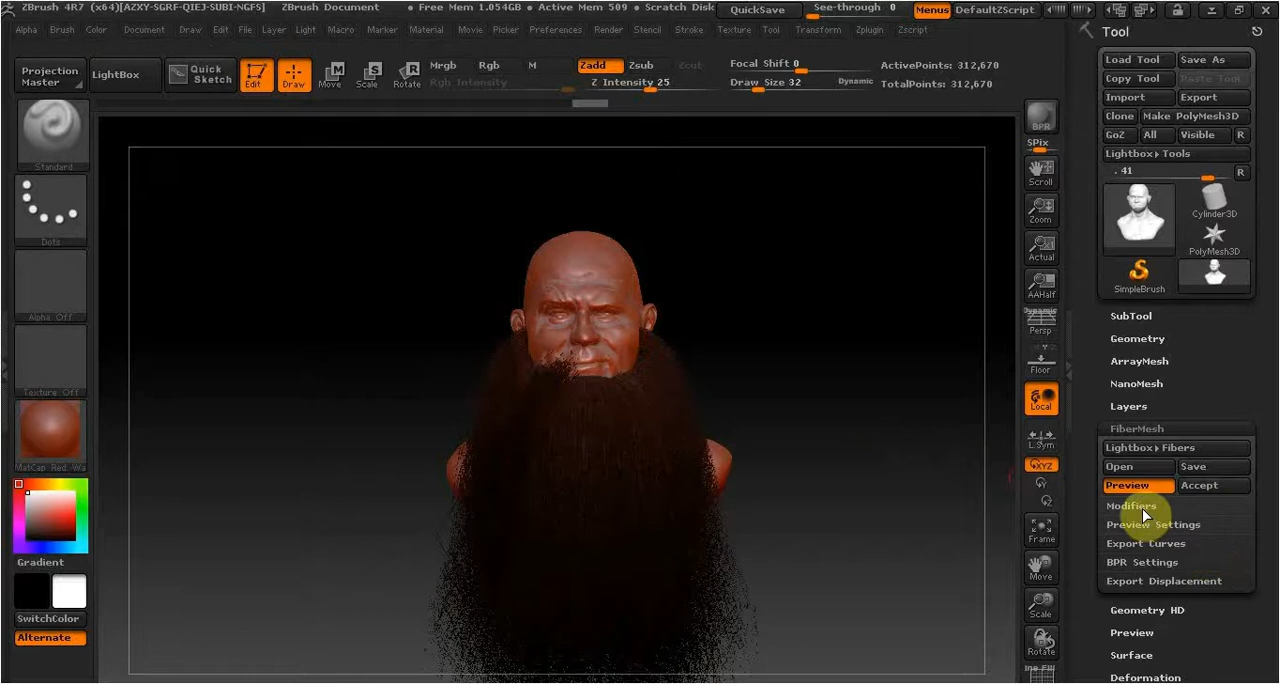 ZBrush 4R7 (x64)[AZXY-SGRF-QIEJ-SUBI-NGFS] ZBrush Document • Free Mem 1.054GB • Active Mem 509 • Scratch Disk QuickSave See-through 0 Menus DefaultZScript
Alpha Brush Color Document Draw Edit File Layer Light Macro Marker Material Movie Picker Preferences Render Stencil Stroke Texture Tool Transform Zplugin Zscript
Projection Master
LightBox
Quick Sketch
Edit
Draw
Move
Scale
Rotate
Mrgb Rgb M
Rgb Intensity
Zadd Zsub Zcut
Z Intensity 25
Focal Shift 0
Draw Size 32 Dynamic
ActivePoints: 312,670
TotalPoints: 312,670
Standard
Dots
Alpha Off
Texture Off
MatCap Red Wa
Gradient
SwitchColor
Alternate
BPR
SPix
Scroll
Zoom
Actual
AAHalf
Dynamic
Persp
Floor
Local
L.Sym
XYZ
Frame
Move
Scale
Rotate
Tool
Load Tool Save As
Copy Tool Paste Tool
Import Export
Clone Make PolyMesh3D
GoZ All Visible R
Lightbox▸Tools
. 41 R
Cylinder3D
PolyMesh3D
SimpleBrush
SubTool
Geometry
ArrayMesh
NanoMesh
Layers
FiberMesh
Lightbox▸Fibers
Open Save
Preview Accept
Modifiers
Preview Settings
Export Curves
BPR Settings
Export Displacement
Geometry HD
Preview
Surface
Deformation